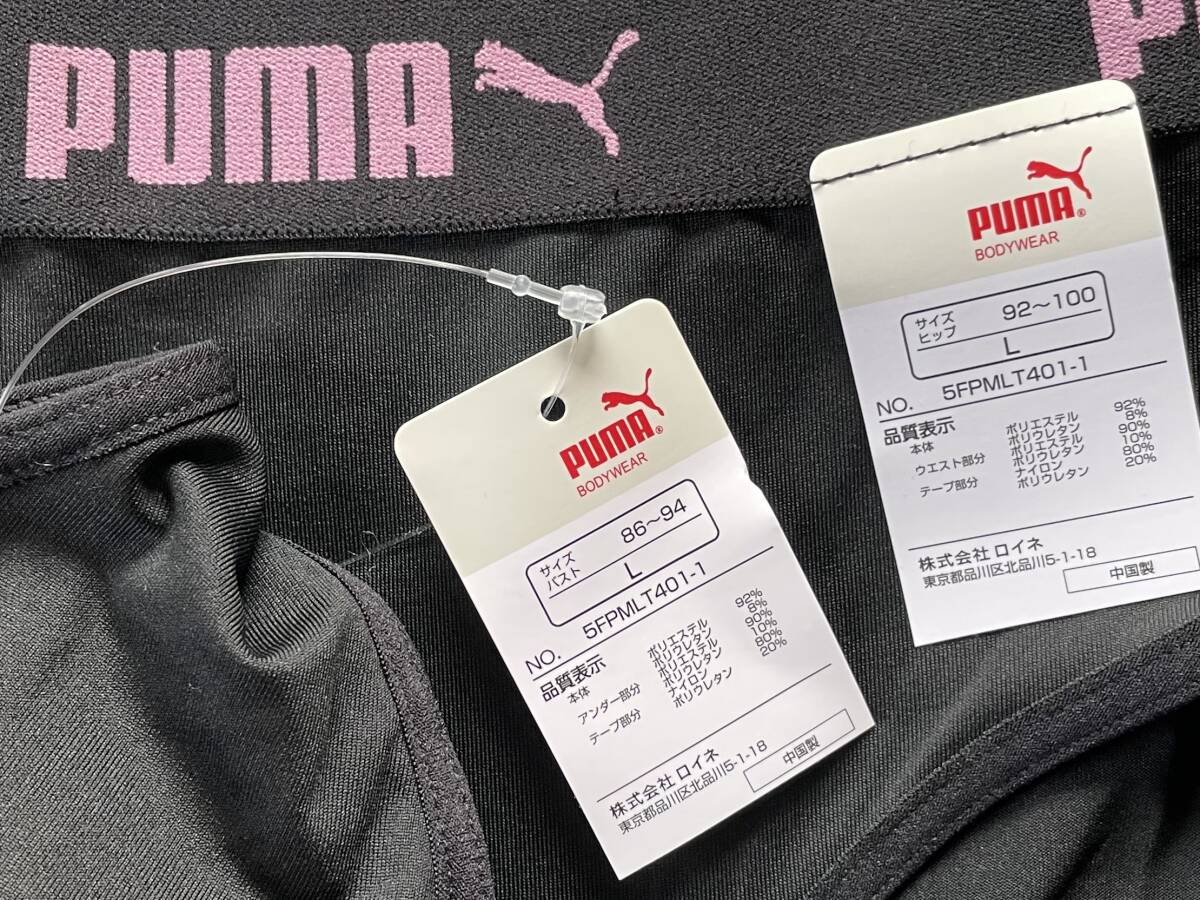 PUMA
P
PUMA®
BODYWEAR
サイズ
バスト 86～94
L
NO. 5FPMLT401-1
品質表示
本体 ポリエステル 92%
ポリウレタン 8%
アンダー部分 ポリエステル 90%
ポリウレタン 10%
テープ部分 ナイロン 80%
ポリウレタン 20%
株式会社 ロイネ
東京都品川区北品川5-1-18
中国製
PUMA®
BODYWEAR
サイズ
ヒップ 92～100
L
NO. 5FPMLT401-1
品質表示
本体 ポリエステル 92%
ポリウレタン 8%
ウエスト部分 ポリエステル 90%
ポリウレタン 10%
テープ部分 ナイロン 80%
ポリウレタン 20%
株式会社 ロイネ
東京都品川区北品川5-1-18
中国製